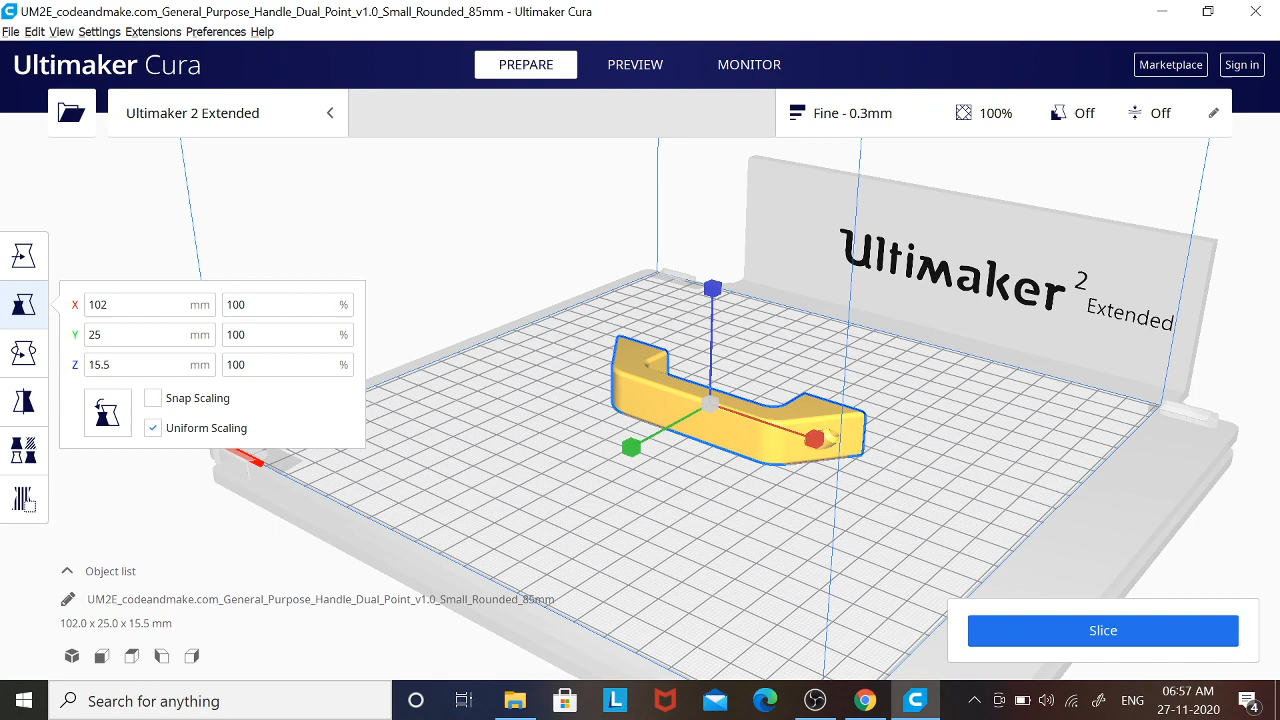 UM2E_codeandmake.com_General_Purpose_Handle_Dual_Point_v1.0_Small_Rounded_85mm - Ultimaker Cura
File Edit View Settings Extensions Preferences Help
Ultimaker Cura
PREPARE
PREVIEW
MONITOR
Marketplace
Sign in
Ultimaker 2 Extended
Fine - 0.3mm
100%
Off
Off
Ultimaker 2
Extended
X 102 mm 100 %
Y 25 mm 100 %
Z 15.5 mm 100 %
Snap Scaling
Uniform Scaling
Object list
UM2E_codeandmake.com_General_Purpose_Handle_Dual_Point_v1.0_Small_Rounded_85mm
102.0 x 25.0 x 15.5 mm
Slice
Search for anything
L
ENG
06:57 AM
27-11-2020
4